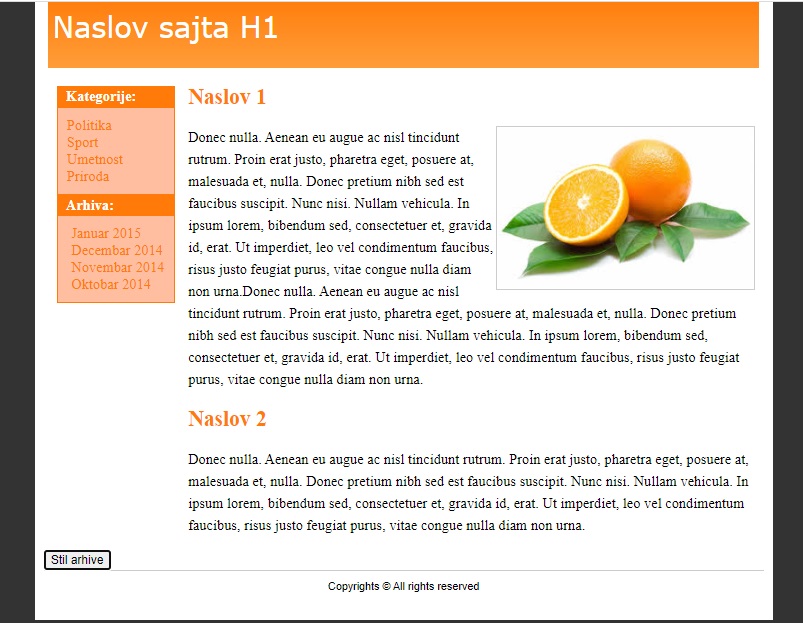 Naslov sajta H1
Kategorije:
Politika
Sport
Umetnost
Priroda
Arhiva:
Januar 2015
Decembar 2014
Novembar 2014
Oktobar 2014
Naslov 1
Donec nulla. Aenean eu augue ac nisl tincidunt
rutrum. Proin erat justo, pharetra eget, posuere at,
malesuada et, nulla. Donec pretium nibh sed est
faucibus suscipit. Nunc nisi. Nullam vehicula. In
ipsum lorem, bibendum sed, consectetuer et, gravida
id, erat. Ut imperdiet, leo vel condimentum faucibus,
risus justo feugiat purus, vitae congue nulla diam
non urna.Donec nulla. Aenean eu augue ac nisl
tincidunt rutrum. Proin erat justo, pharetra eget, posuere at, malesuada et, nulla. Donec pretium
nibh sed est faucibus suscipit. Nunc nisi. Nullam vehicula. In ipsum lorem, bibendum sed,
consectetuer et, gravida id, erat. Ut imperdiet, leo vel condimentum faucibus, risus justo feugiat
purus, vitae congue nulla diam non urna.
Naslov 2
Donec nulla. Aenean eu augue ac nisl tincidunt rutrum. Proin erat justo, pharetra eget, posuere at,
malesuada et, nulla. Donec pretium nibh sed est faucibus suscipit. Nunc nisi. Nullam vehicula. In
ipsum lorem, bibendum sed, consectetuer et, gravida id, erat. Ut imperdiet, leo vel condimentum
faucibus, risus justo feugiat purus, vitae congue nulla diam non urna.
Stil arhive
Copyrights © All rights reserved